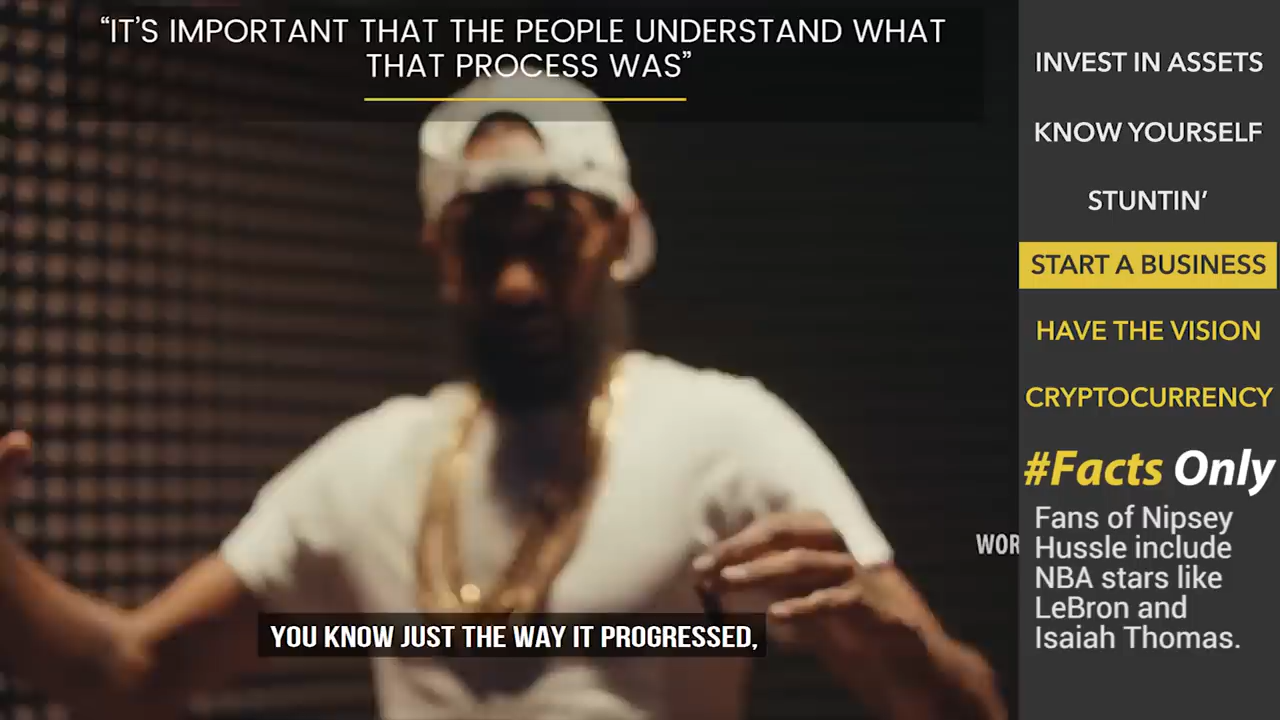 “IT’S IMPORTANT THAT THE PEOPLE UNDERSTAND WHAT
THAT PROCESS WAS”
YOU KNOW JUST THE WAY IT PROGRESSED,
WOR
INVEST IN ASSETS
KNOW YOURSELF
STUNTIN’
START A BUSINESS
HAVE THE VISION
CRYPTOCURRENCY
#Facts Only
Fans of Nipsey
Hussle include
NBA stars like
LeBron and
Isaiah Thomas.